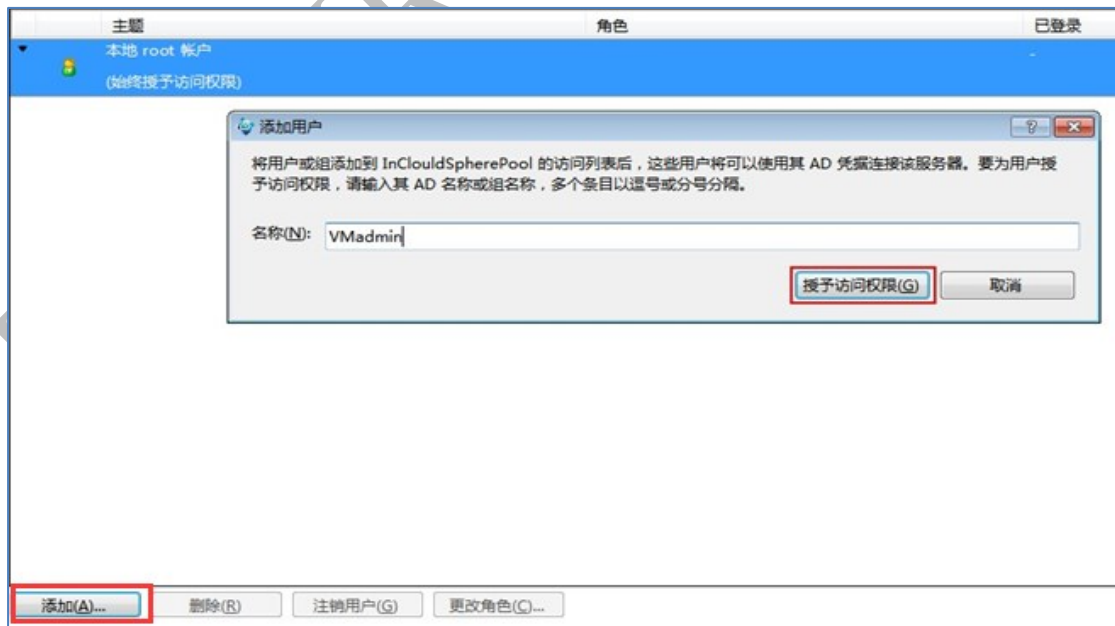 主题 角色 已登录
本地 root 帐户 -
(始终授予访问权限)
添加用户
将用户或组添加到 InClouldSpherePool 的访问列表后，这些用户将可以使用其 AD 凭据连接该服务器。要为用户授
予访问权限，请输入其 AD 名称或组名称，多个条目以逗号或分号分隔。
名称(N): VMadmin
授予访问权限(G) 取消
添加(A)... 删除(R) 注销用户(G) 更改角色(C)...